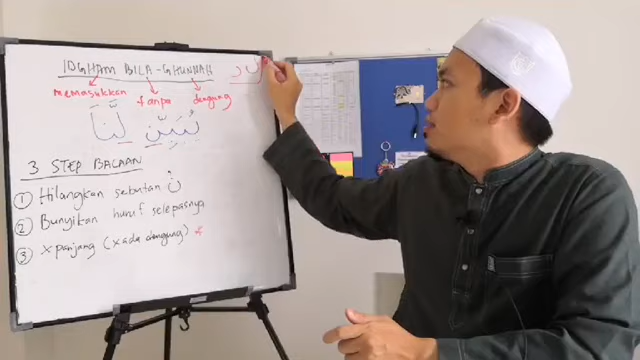 IDGHAM BILA-GHUNNAH ل ر
memasukkan tanpa dengung
3 STEP BACAAN
① Hilangkan sebutan نْ
② Bunyikan huruf selepasnya
③ x panjang (x ada dengung)